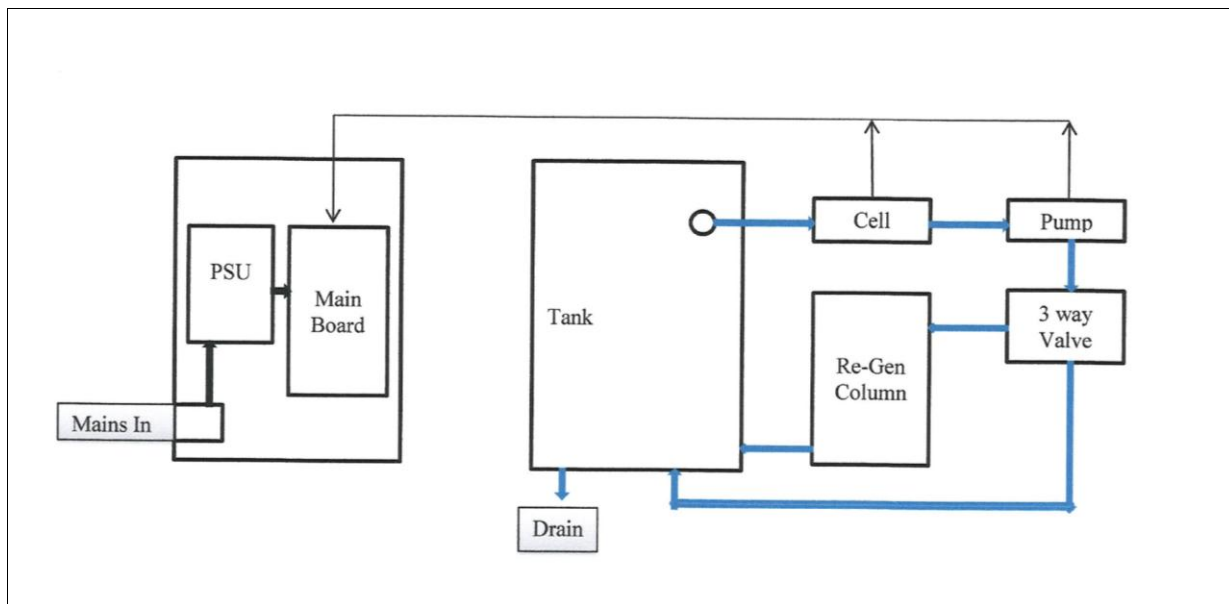 PSU
Main
Board
Mains In
Tank
Cell
Pump
3 way
Valve
Re-Gen
Column
Drain